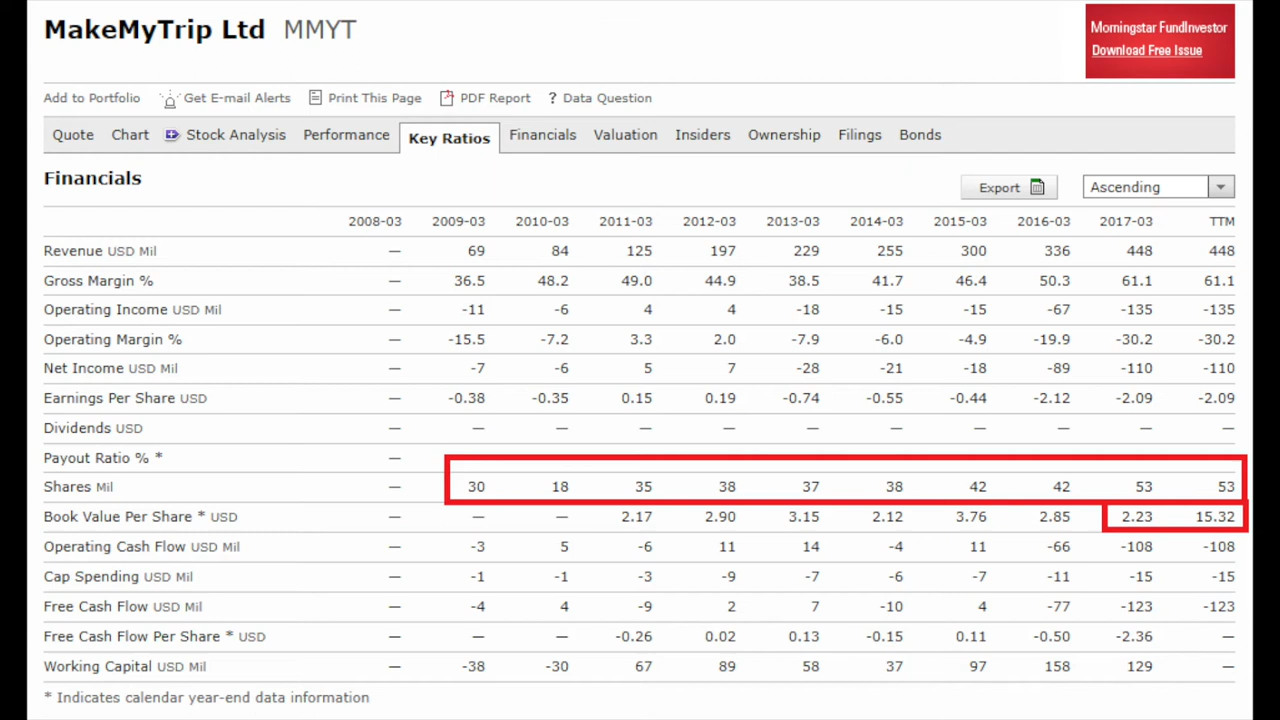 MakeMyTrip Ltd MMYT
Morningstar FundInvestor
Download Free Issue
Add to Portfolio Get E-mail Alerts Print This Page PDF Report ? Data Question
Quote Chart Stock Analysis Performance Key Ratios Financials Valuation Insiders Ownership Filings Bonds
Financials
Export Ascending
2008-03 2009-03 2010-03 2011-03 2012-03 2013-03 2014-03 2015-03 2016-03 2017-03 TTM
Revenue USD Mil — 69 84 125 197 229 255 300 336 448 448
Gross Margin % — 36.5 48.2 49.0 44.9 38.5 41.7 46.4 50.3 61.1 61.1
Operating Income USD Mil — -11 -6 4 4 -18 -15 -15 -67 -135 -135
Operating Margin % — -15.5 -7.2 3.3 2.0 -7.9 -6.0 -4.9 -19.9 -30.2 -30.2
Net Income USD Mil — -7 -6 5 7 -28 -21 -18 -89 -110 -110
Earnings Per Share USD — -0.38 -0.35 0.15 0.19 -0.74 -0.55 -0.44 -2.12 -2.09 -2.09
Dividends USD — — — — — — — — — — —
Payout Ratio % * —
Shares Mil — 30 18 35 38 37 38 42 42 53 53
Book Value Per Share * USD — — — 2.17 2.90 3.15 2.12 3.76 2.85 2.23 15.32
Operating Cash Flow USD Mil — -3 5 -6 11 14 -4 11 -66 -108 -108
Cap Spending USD Mil — -1 -1 -3 -9 -7 -6 -7 -11 -15 -15
Free Cash Flow USD Mil — -4 4 -9 2 7 -10 4 -77 -123 -123
Free Cash Flow Per Share * USD — — — -0.26 0.02 0.13 -0.15 0.11 -0.50 -2.36 —
Working Capital USD Mil — -38 -30 67 89 58 37 97 158 129 —
* Indicates calendar year-end data information